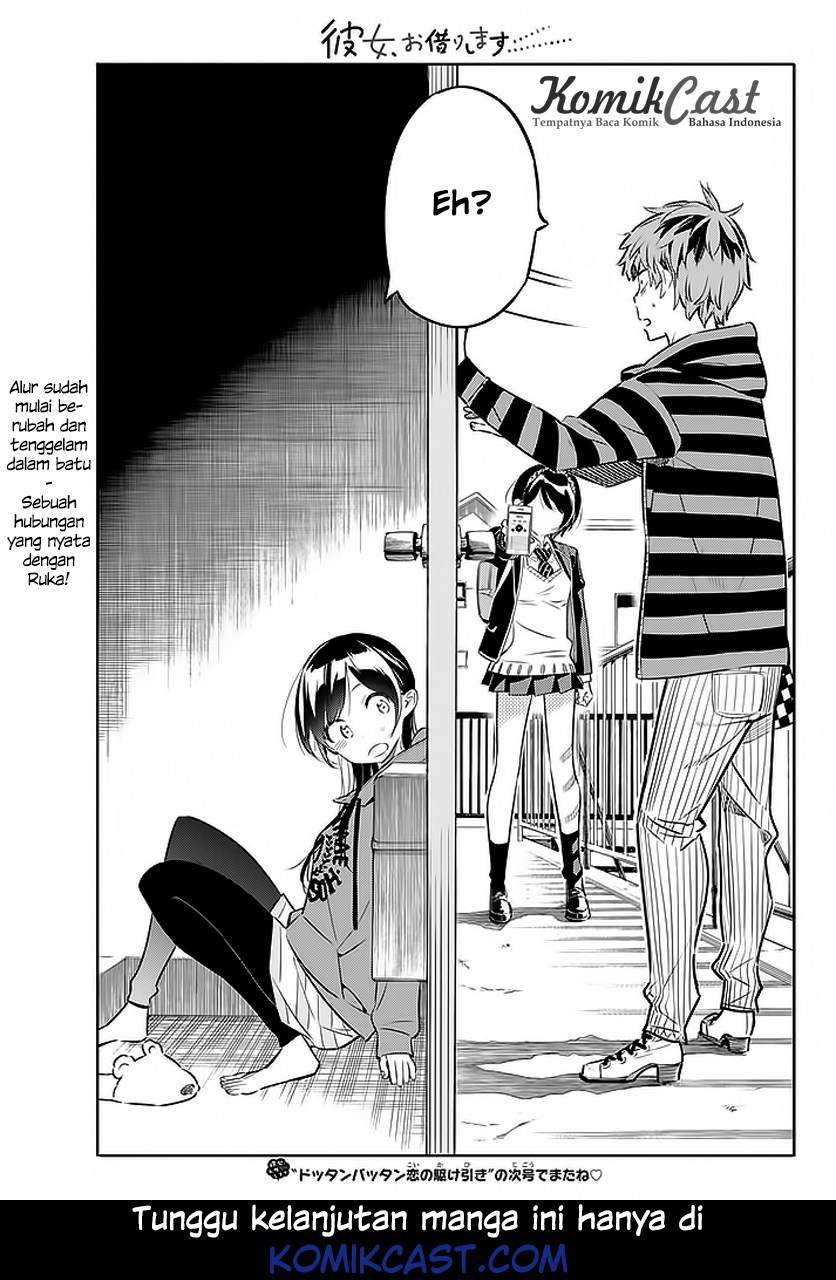 彼女、お借りします
KomikCast
Tempatnya Baca Komik Bahasa Indonesia
Eh?
Alur sudah
mulai be-
rubah dan
tenggelam
dalam batu
-
Sebuah
hubungan
yang nyata
dengan
Ruka!
"ドッタンバッタン恋の駆け引き"の次号でまたね♡
Tunggu kelanjutan manga ini hanya di
KOMIKCAST.COM